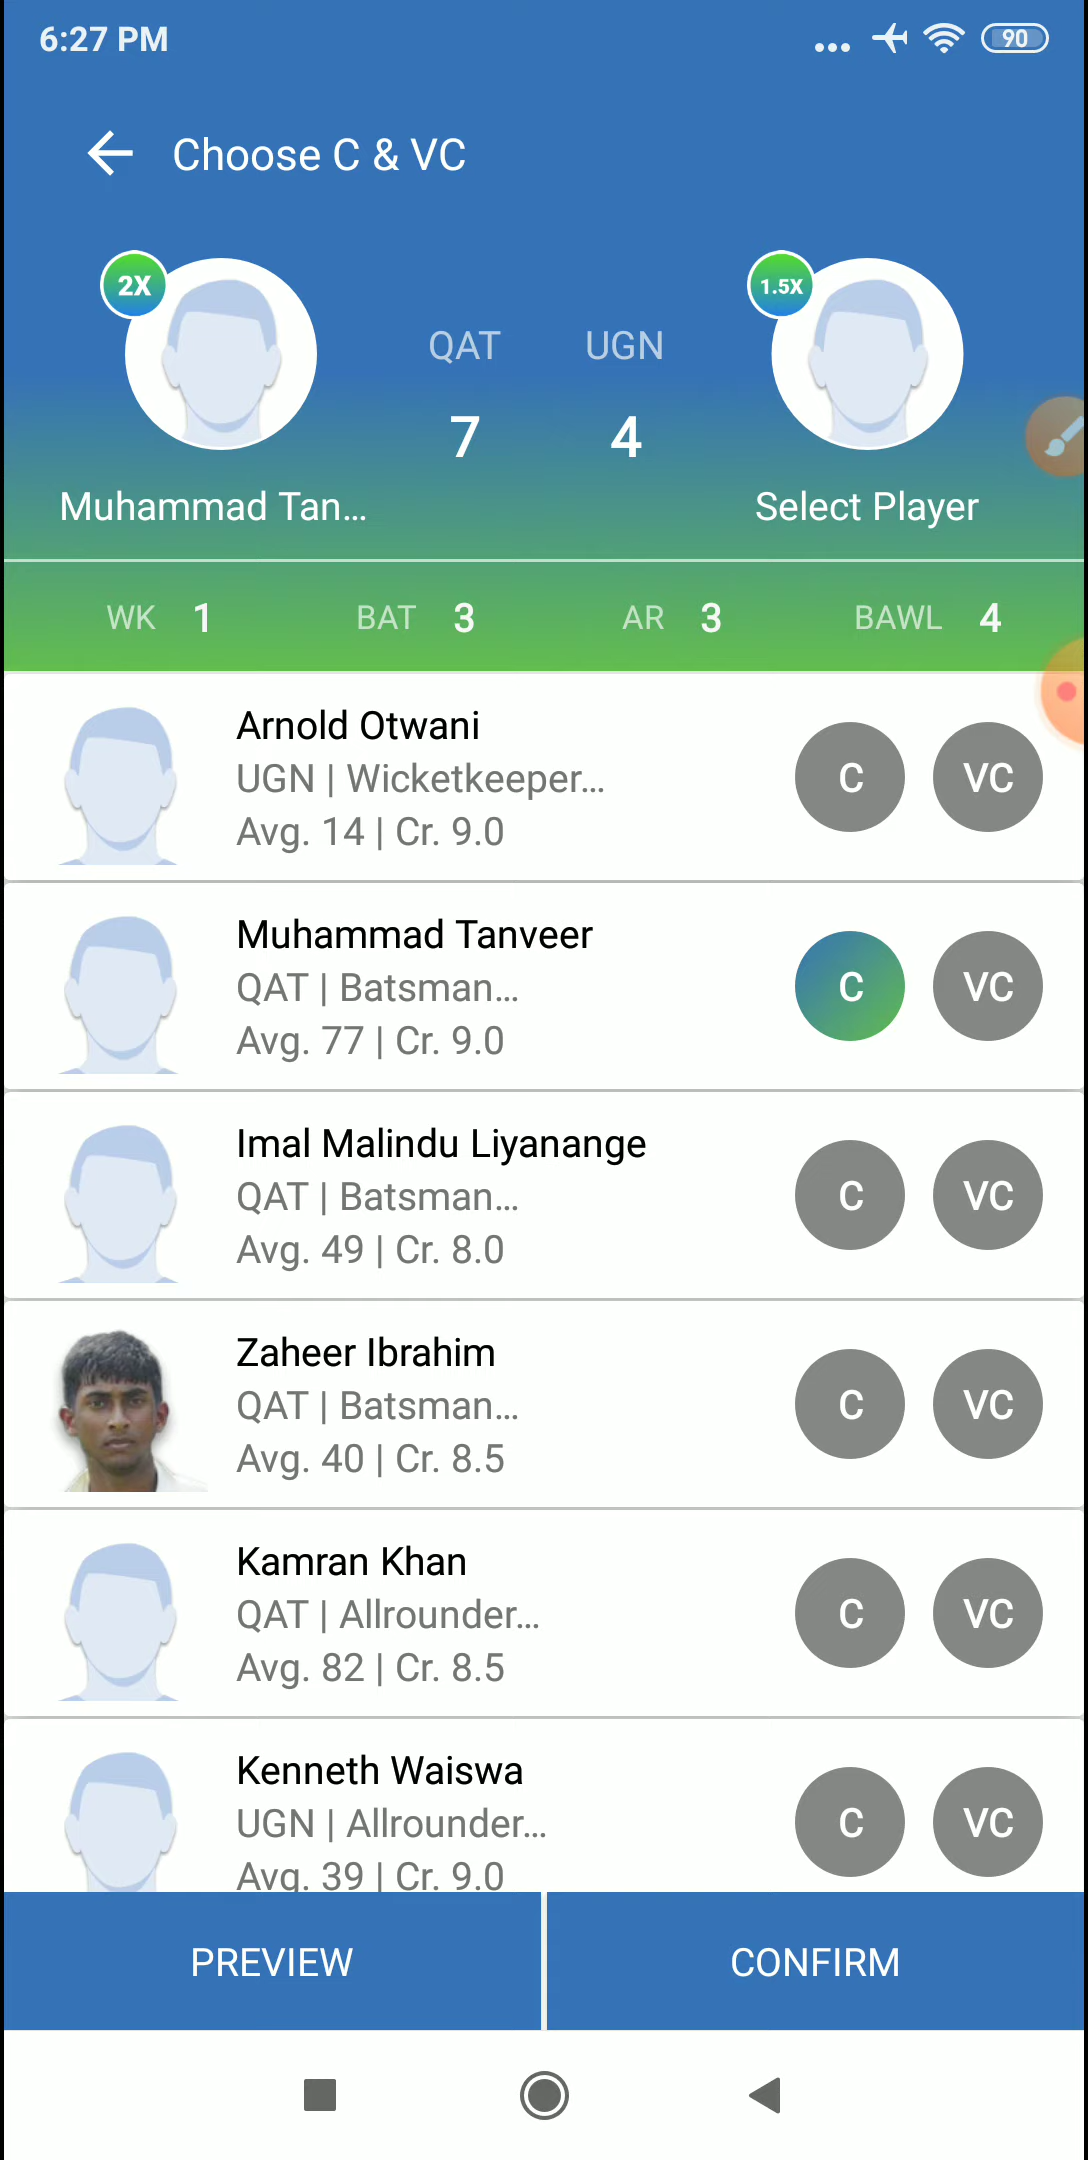 6:27 PM
90
Choose C & VC
2X
1.5X
QAT UGN
7 4
Muhammad Tan...
Select Player
WK 1 BAT 3 AR 3 BAWL 4
Arnold Otwani
UGN | Wicketkeeper...
Avg. 14 | Cr. 9.0
C VC
Muhammad Tanveer
QAT | Batsman...
Avg. 77 | Cr. 9.0
C VC
Imal Malindu Liyanange
QAT | Batsman...
Avg. 49 | Cr. 8.0
C VC
Zaheer Ibrahim
QAT | Batsman...
Avg. 40 | Cr. 8.5
C VC
Kamran Khan
QAT | Allrounder...
Avg. 82 | Cr. 8.5
C VC
Kenneth Waiswa
UGN | Allrounder...
Avg. 39 | Cr. 9.0
C VC
PREVIEW CONFIRM